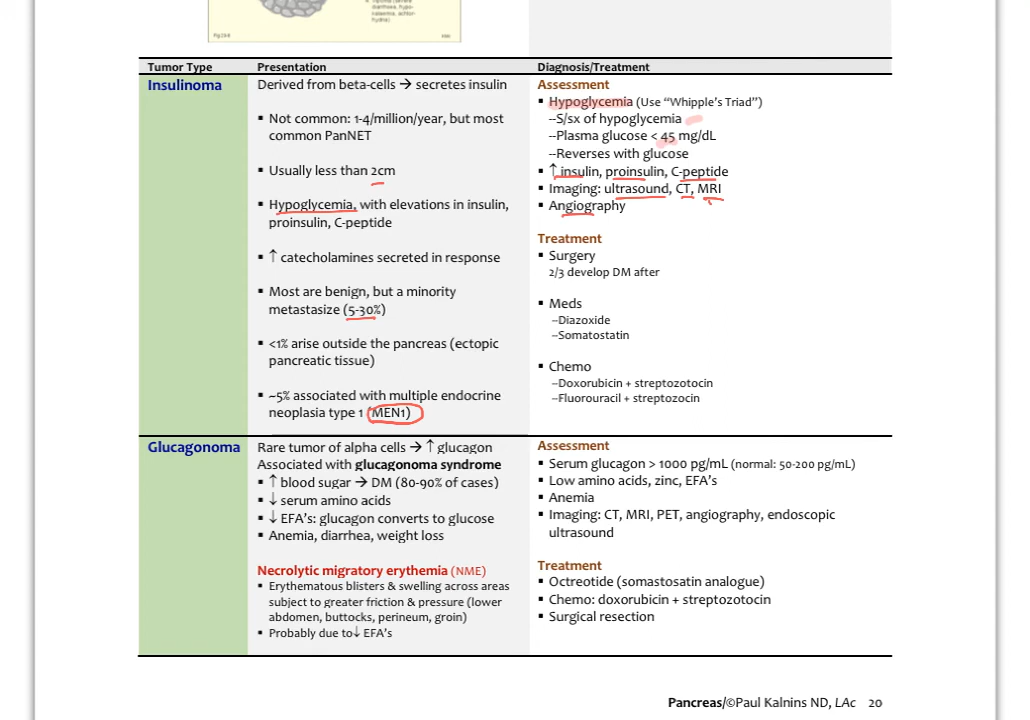 diarrhea, hypo-
Fig 20.8
Tumor Type Presentation Diagnosis/Treatment
Insulinoma
Derived from beta-cells → secretes insulin
▪ Not common: 1-4/million/year, but most
common PanNET
▪ Usually less than 2cm
▪ Hypoglycemia, with elevations in insulin,
proinsulin, C-peptide
▪ ↑ catecholamines secreted in response
▪ Most are benign, but a minority
metastasize (5-30%)
▪ <1% arise outside the pancreas (ectopic
pancreatic tissue)
▪ ~5% associated with multiple endocrine
neoplasia type 1 (MEN1)
Assessment
▪ Hypoglycemia (Use “Whipple’s Triad”)
--S/sx of hypoglycemia
--Plasma glucose < 45 mg/dL
--Reverses with glucose
▪ ↑ insulin, proinsulin, C-peptide
▪ Imaging: ultrasound, CT, MRI
▪ Angiography
Treatment
▪ Surgery
2/3 develop DM after
▪ Meds
--Diazoxide
--Somatostatin
▪ Chemo
--Doxorubicin + streptozotocin
--Fluorouracil + streptozocin
Glucagonoma
Rare tumor of alpha cells → ↑ glucagon
Associated with glucagonoma syndrome
▪ ↑ blood sugar → DM (80-90% of cases)
▪ ↓ serum amino acids
▪ ↓ EFA’s: glucagon converts to glucose
▪ Anemia, diarrhea, weight loss
Necrolytic migratory erythemia (NME)
▪ Erythematous blisters & swelling across areas
subject to greater friction & pressure (lower
abdomen, buttocks, perineum, groin)
▪ Probably due to↓ EFA’s
Assessment
▪ Serum glucagon > 1000 pg/mL (normal: 50-200 pg/mL)
▪ Low amino acids, zinc, EFA’s
▪ Anemia
▪ Imaging: CT, MRI, PET, angiography, endoscopic
ultrasound
Treatment
▪ Octreotide (somastosatin analogue)
▪ Chemo: doxorubicin + streptozotocin
▪ Surgical resection
Pancreas/©Paul Kalnins ND, LAc 20